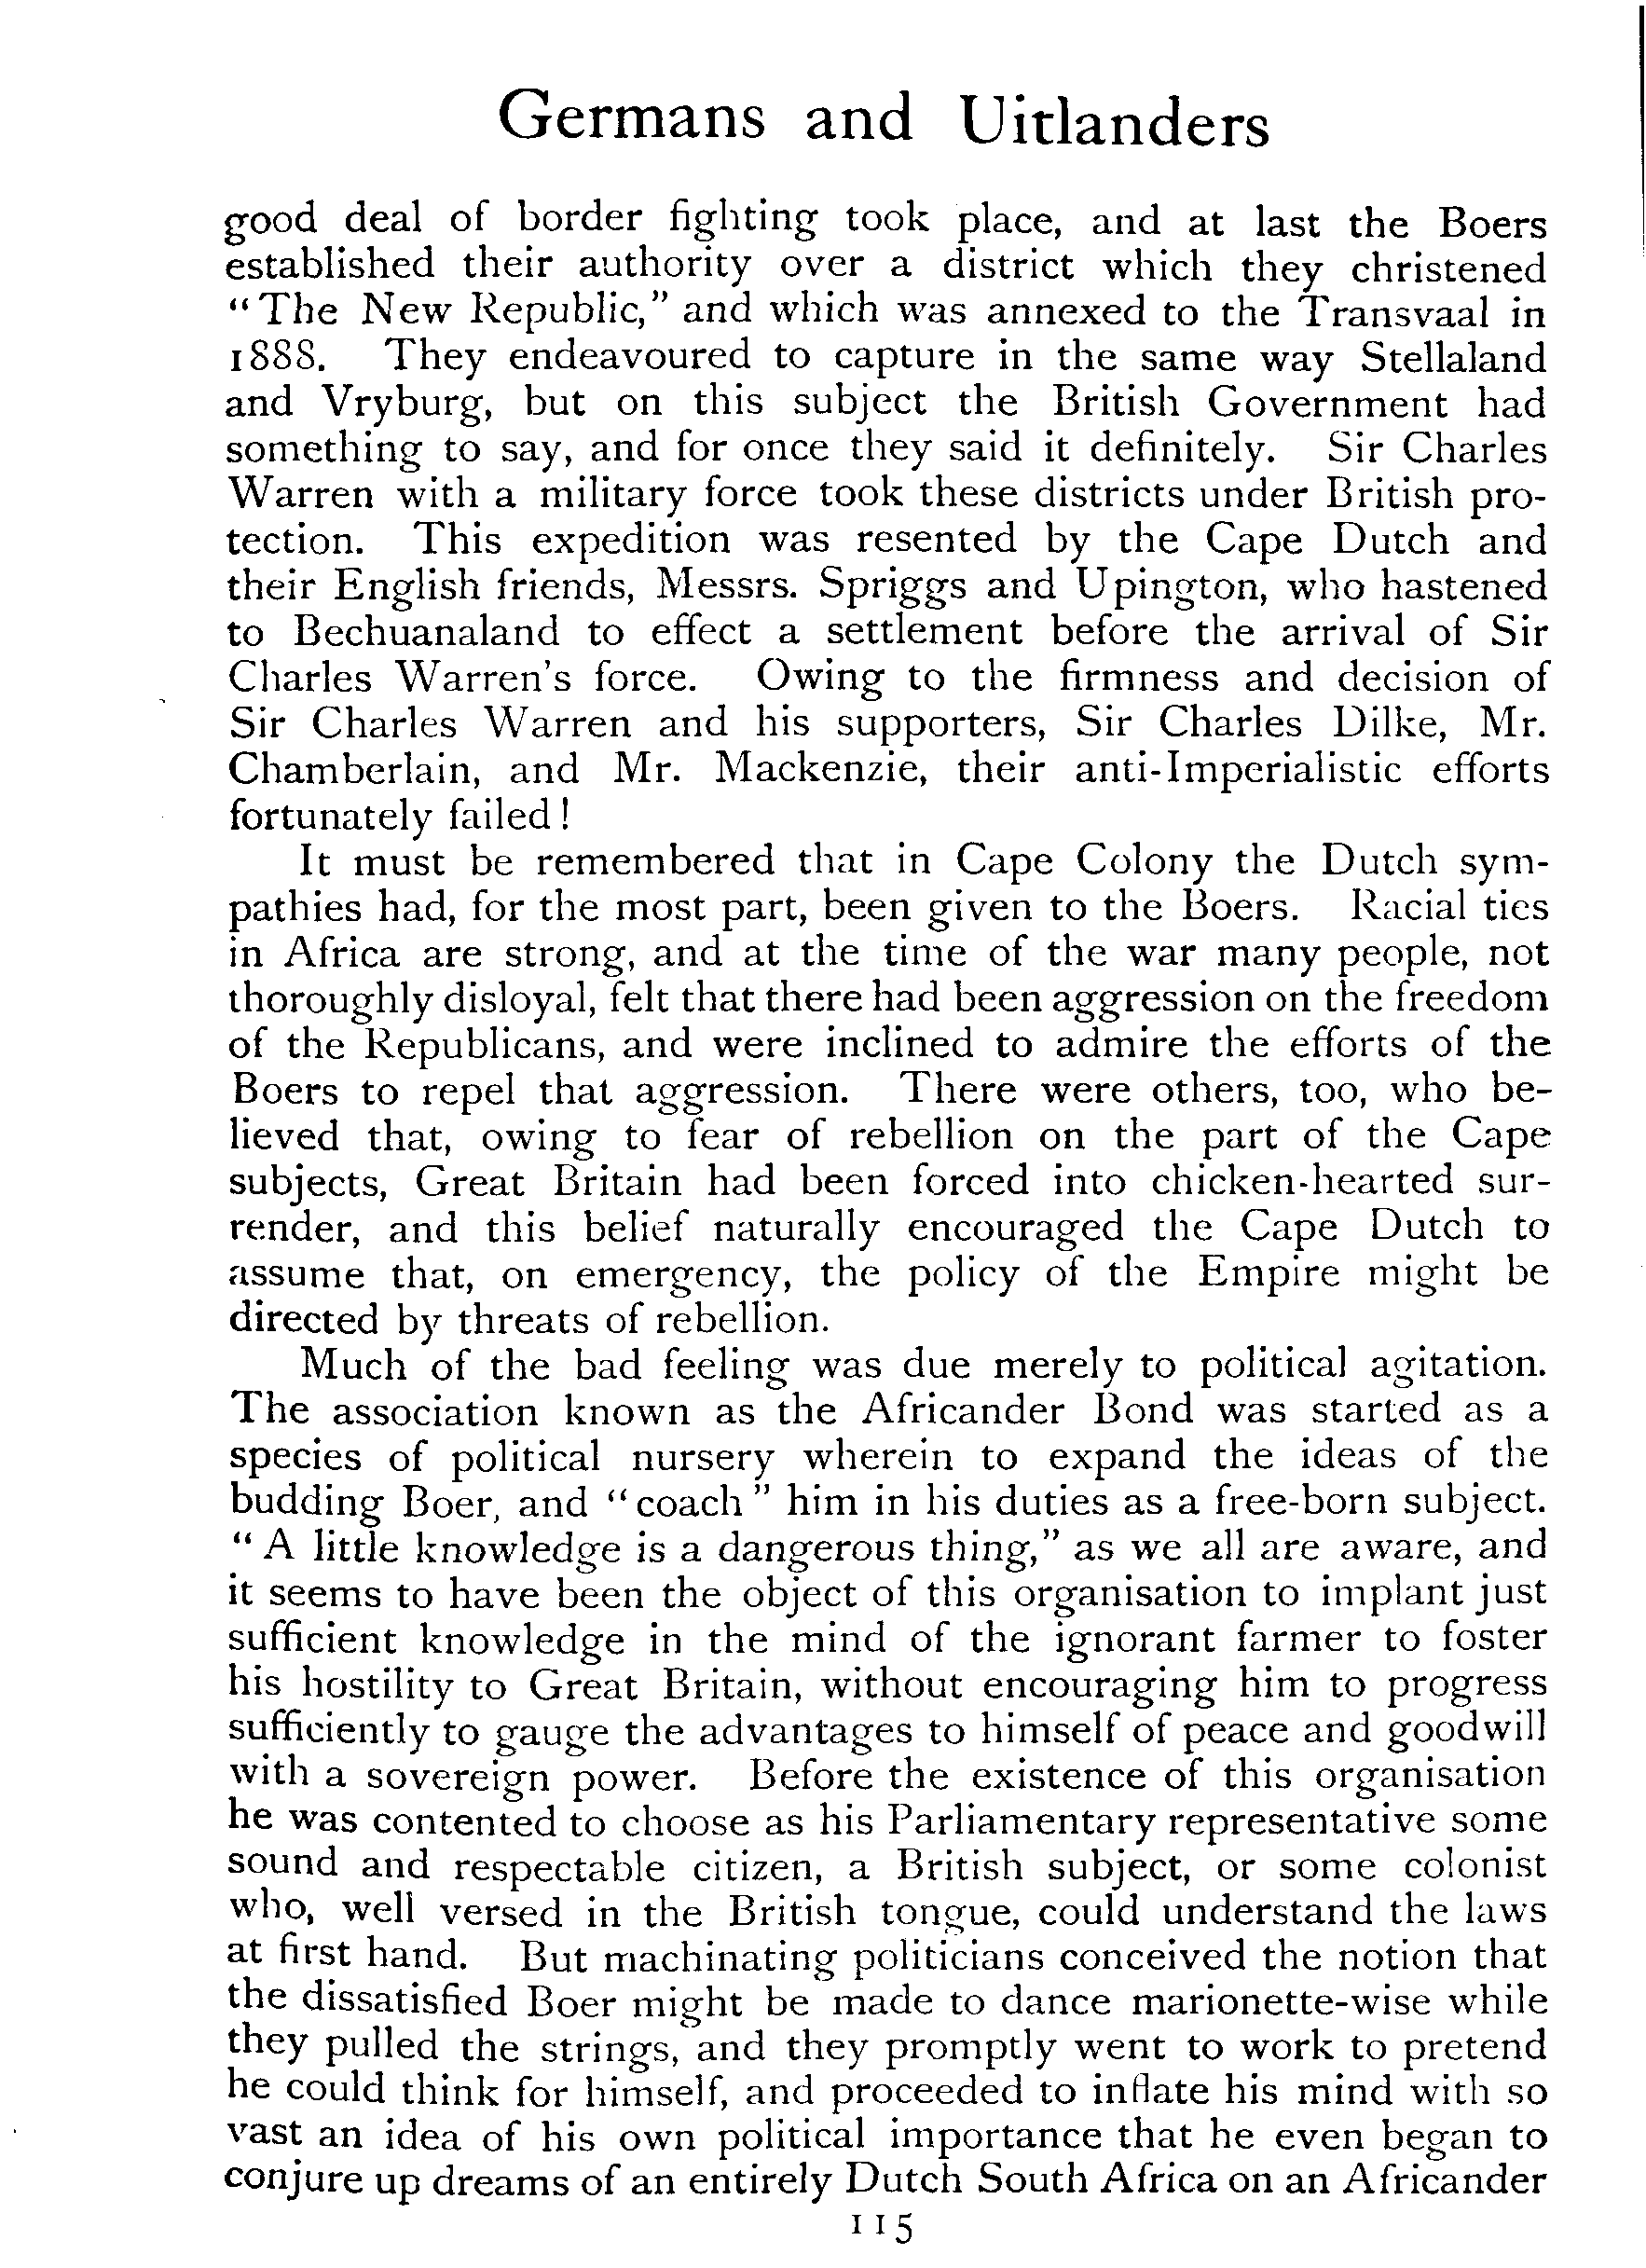 Germans and Uitlanders
good deal of border fighting took place, and at last the Boers
established their authority over a district which they christened
"The New Republic," and which was annexed to the Transvaal in
1888. They endeavoured to capture in the same way Stellaland
and Vryburg, but on this subject the British Government had
something to say, and for once they said it definitely. Sir Charles
Warren with a military force took these districts under British pro-
tection. This expedition was resented by the Cape Dutch and
their English friends, Messrs. Spriggs and Upington, who hastened
to Bechuanaland to effect a settlement before the arrival of Sir
Charles Warren's force. Owing to the firmness and decision of
Sir Charles Warren and his supporters, Sir Charles Dilke, Mr.
Chamberlain, and Mr. Mackenzie, their anti-Imperialistic efforts
fortunately failed!
It must be remembered that in Cape Colony the Dutch sym-
pathies had, for the most part, been given to the Boers. Racial ties
in Africa are strong, and at the time of the war many people, not
thoroughly disloyal, felt that there had been aggression on the freedom
of the Republicans, and were inclined to admire the efforts of the
Boers to repel that aggression. There were others, too, who be-
lieved that, owing to fear of rebellion on the part of the Cape
subjects, Great Britain had been forced into chicken-hearted sur-
render, and this belief naturally encouraged the Cape Dutch to
assume that, on emergency, the policy of the Empire might be
directed by threats of rebellion.
Much of the bad feeling was due merely to political agitation.
The association known as the Africander Bond was started as a
species of political nursery wherein to expand the ideas of the
budding Boer, and "coach" him in his duties as a free-born subject.
"A little knowledge is a dangerous thing," as we all are aware, and
it seems to have been the object of this organisation to implant just
sufficient knowledge in the mind of the ignorant farmer to foster
his hostility to Great Britain, without encouraging him to progress
sufficiently to gauge the advantages to himself of peace and goodwill
with a sovereign power. Before the existence of this organisation
he was contented to choose as his Parliamentary representative some
sound and respectable citizen, a British subject, or some colonist
who, well versed in the British tongue, could understand the laws
at first hand. But machinating politicians conceived the notion that
the dissatisfied Boer might be made to dance marionette-wise while
they pulled the strings, and they promptly went to work to pretend
he could think for himself, and proceeded to inflate his mind with so
vast an idea of his own political importance that he even began to
conjure up dreams of an entirely Dutch South Africa on an Africander
115